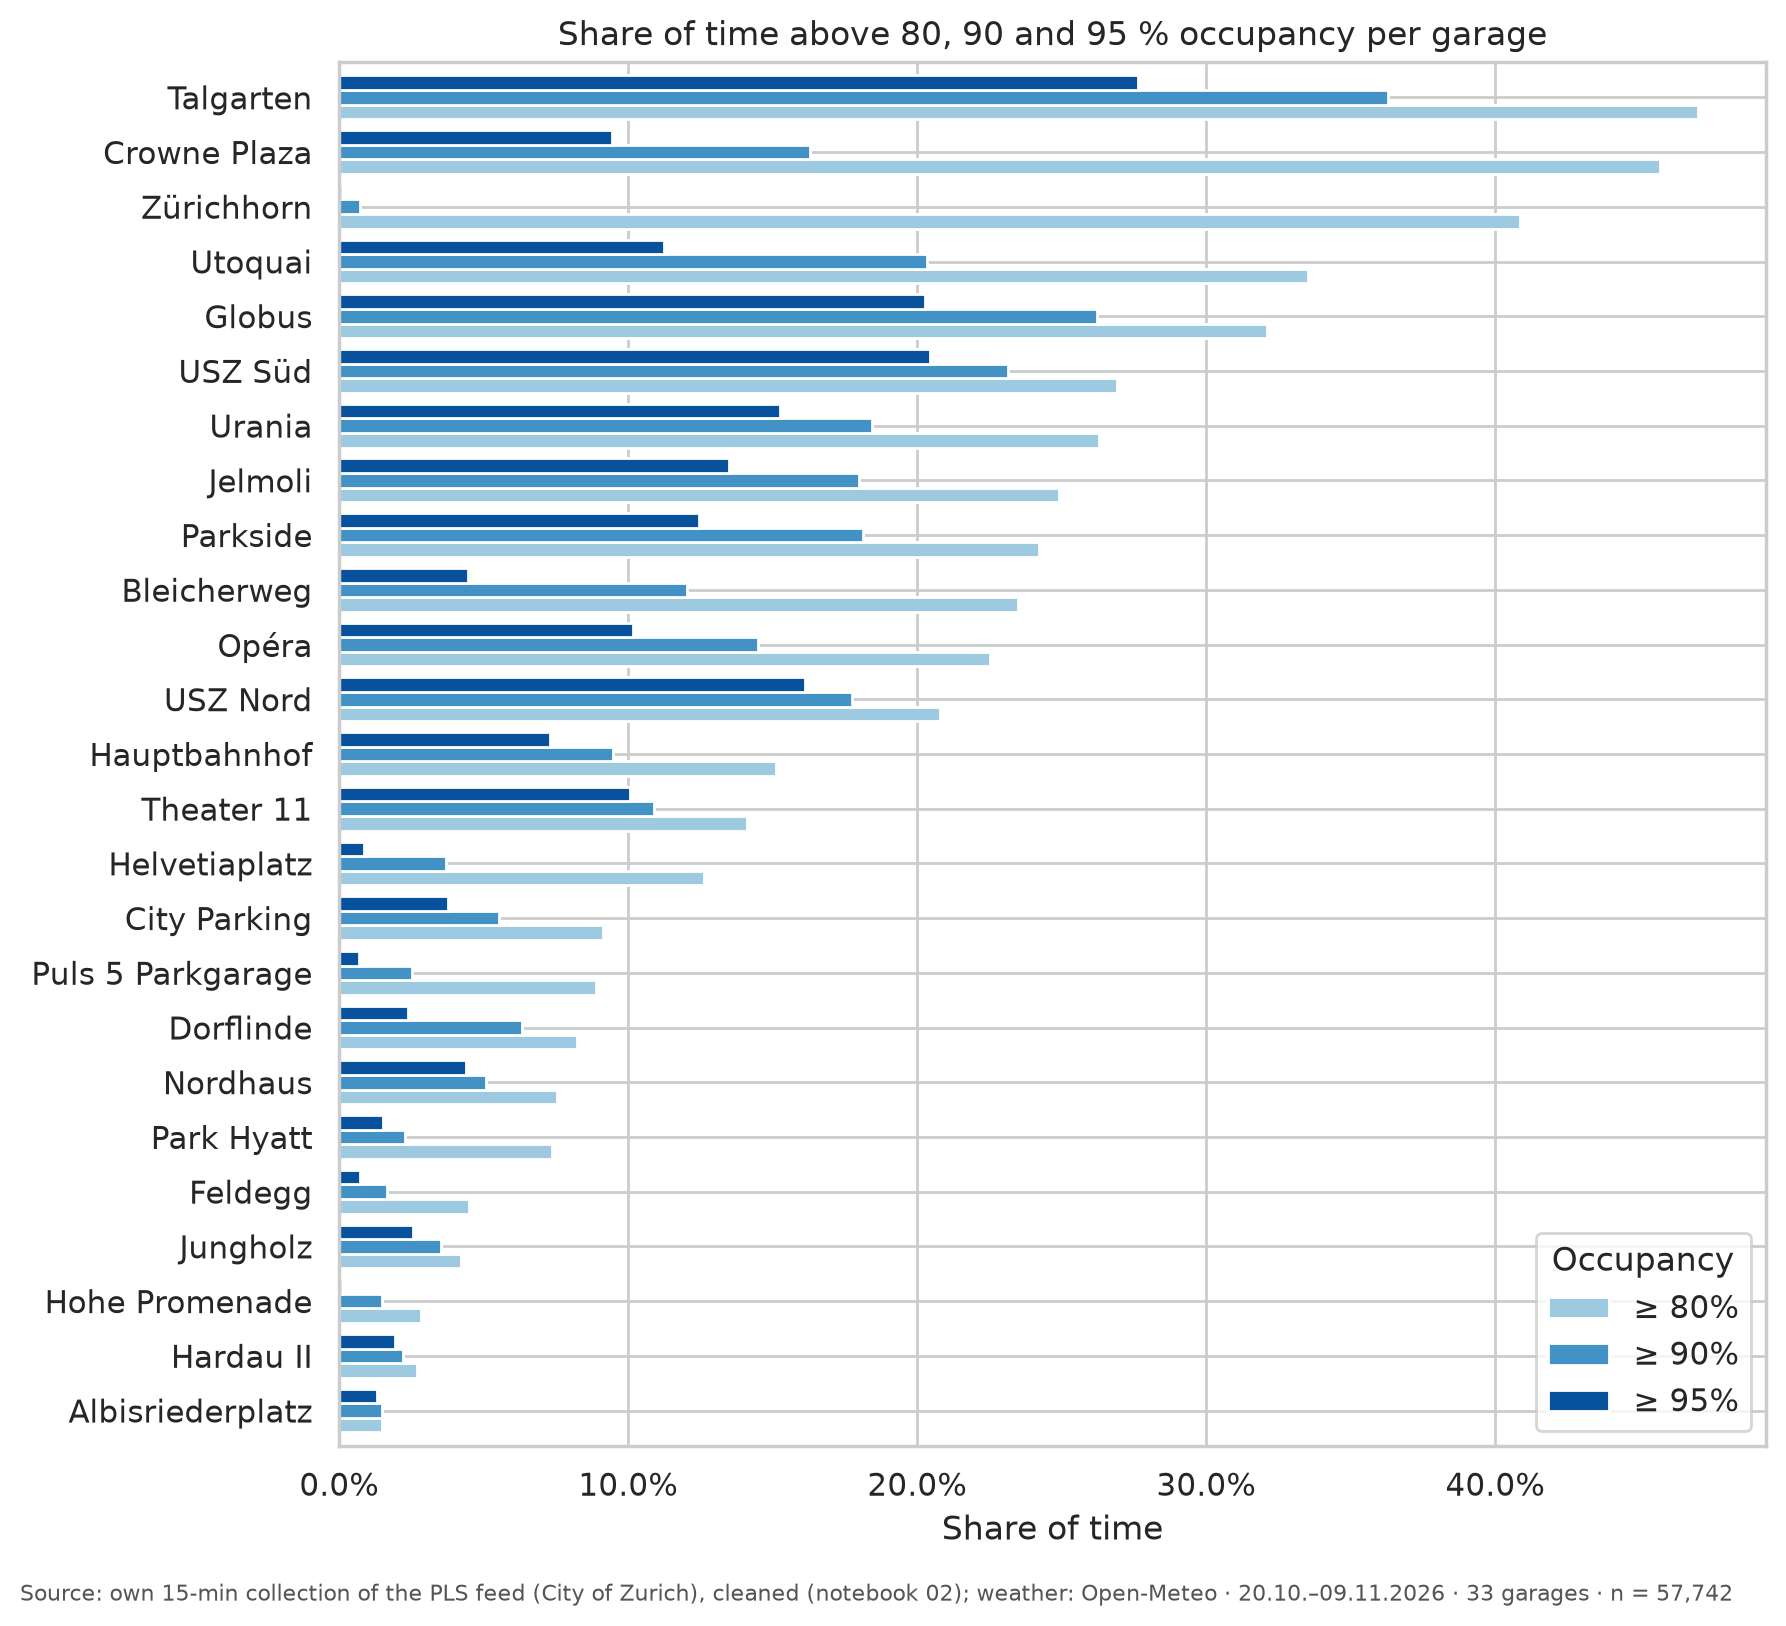 Share of time above 80, 90 and 95 % occupancy per garage
Talgarten
Crowne Plaza
Zürichhorn
Utoquai
Globus
USZ Süd
Urania
Jelmoli
Parkside
Bleicherweg
Opéra
USZ Nord
Hauptbahnhof
Theater 11
Helvetiaplatz
City Parking
Puls 5 Parkgarage
Dorflinde
Nordhaus
Park Hyatt
Feldegg
Jungholz
Hohe Promenade
Hardau II
Albisriederplatz
Occupancy
≥ 80%
≥ 90%
≥ 95%
0.0% 10.0% 20.0% 30.0% 40.0%
Share of time
Source: own 15-min collection of the PLS feed (City of Zurich), cleaned (notebook 02); weather: Open-Meteo · 20.10.–09.11.2026 · 33 garages · n = 57,742